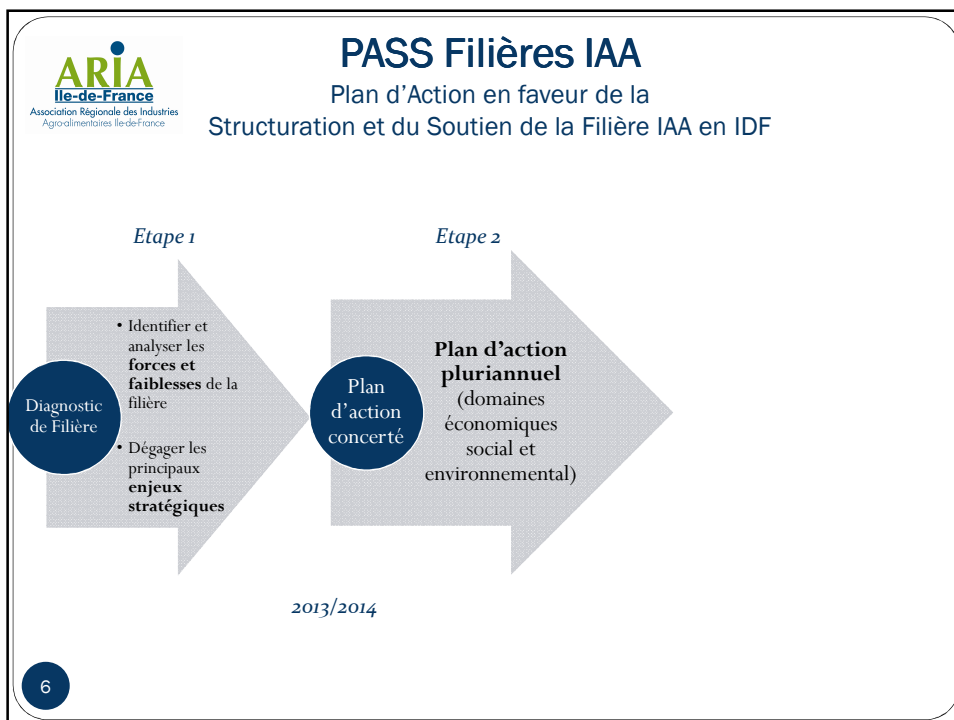 ARIA
Ile-de-France
Association Régionale des Industries
Agro-alimentaires Ile-de-France
PASS Filières IAA
Plan d'Action en faveur de la
Structuration et du Soutien de la Filière IAA en IDF
Etape 1
Diagnostic
de Filière
• Identifier et
analyser les
forces et
faiblesses de la
filière
• Dégager les
principaux
enjeux
stratégiques
Etape 2
Plan
d'action
concerté
Plan d'action
pluriannuel
(domaines
économiques
social et
environnemental)
2013/2014
6